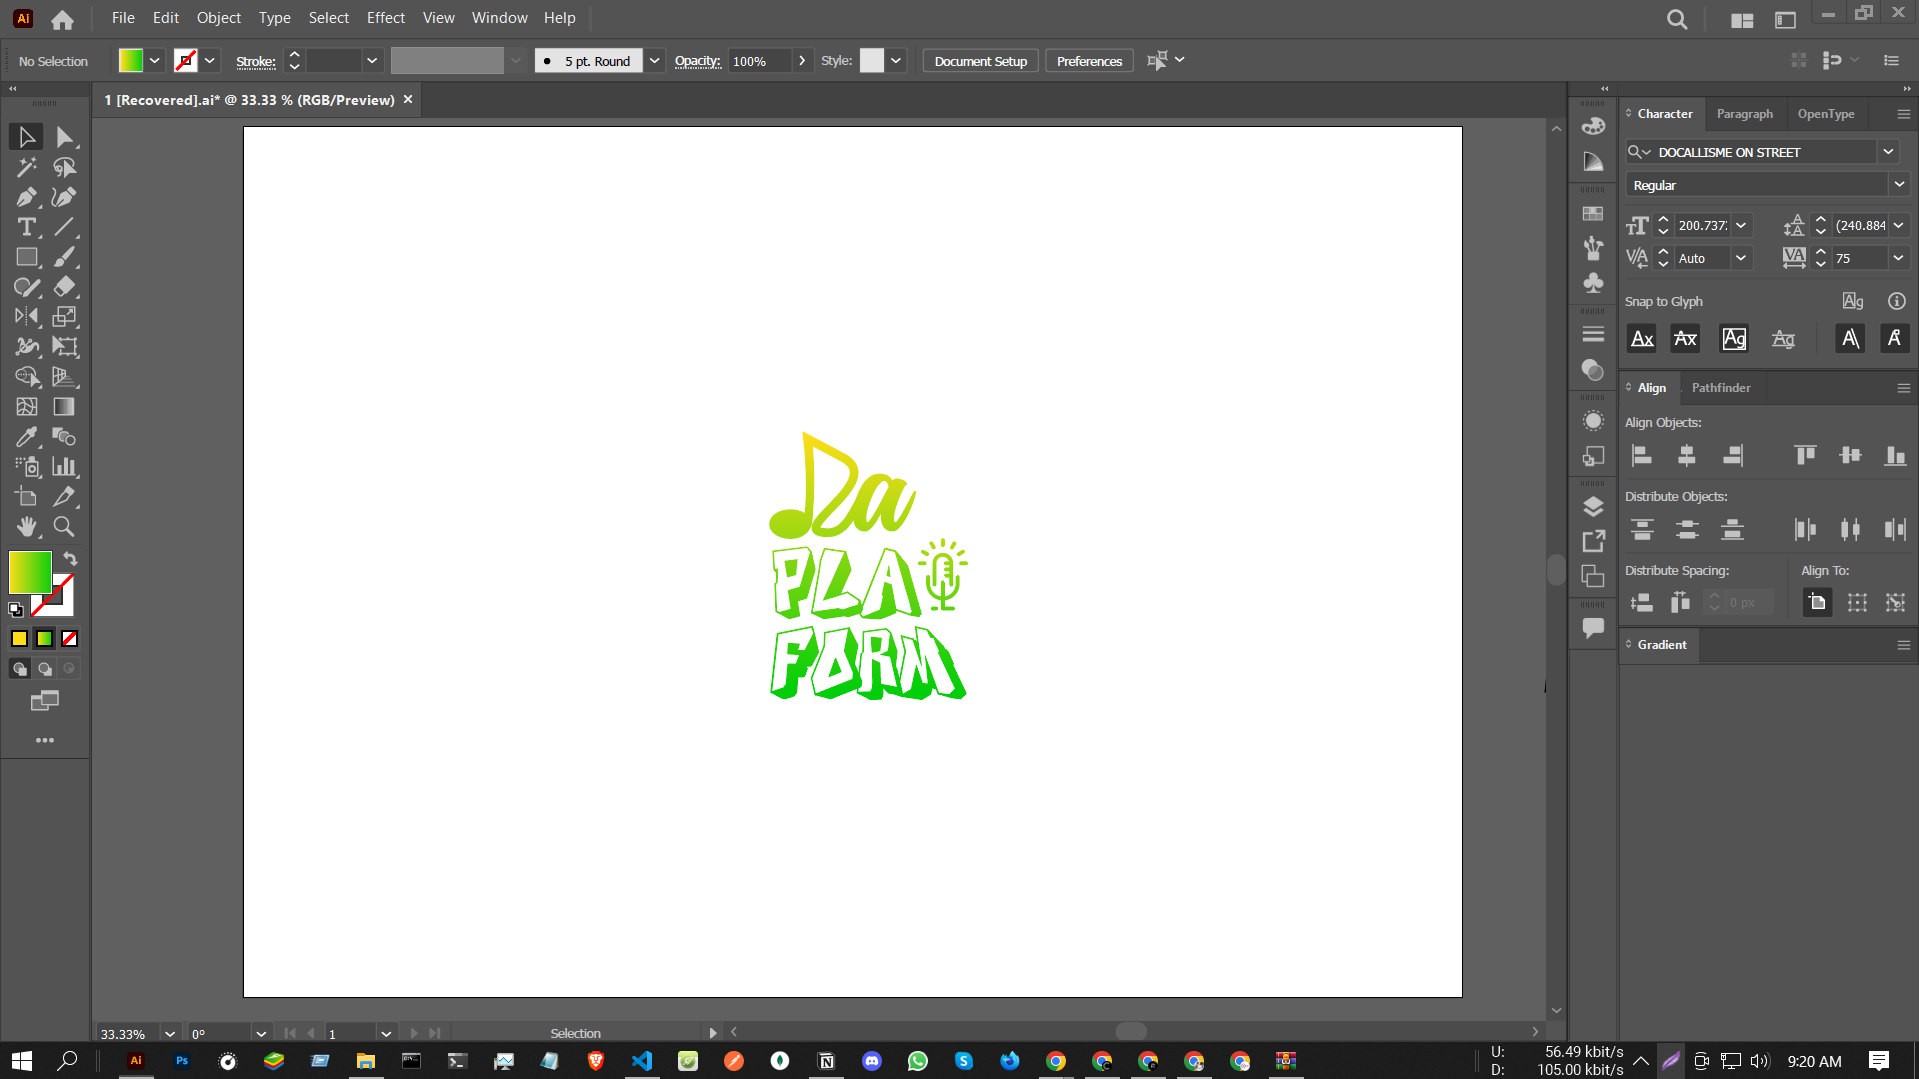 Ai File Edit Object Type Select Effect View Window Help
No Selection Stroke: 5 pt. Round Opacity: 100% Style: Document Setup Preferences
1 [Recovered].ai* @ 33.33 % (RGB/Preview)
Character Paragraph OpenType
DOCALLISME ON STREET
Regular
200.737 (240.884
Auto 75
Snap to Glyph
Align Pathfinder
Align Objects:
Distribute Objects:
Distribute Spacing: Align To:
0 px
Gradient
Da
PLA
FORM
33.33% 0° 1 Selection
Ai Ps
U: 56.49 kbit/s
D: 105.00 kbit/s
9:20 AM